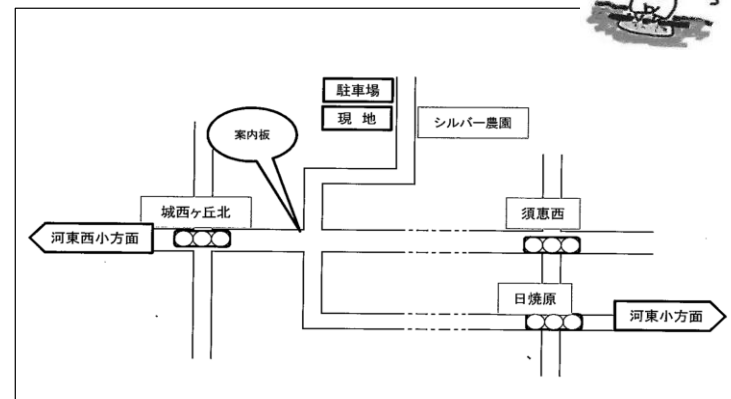 駐車場
現 地
シルバー農園
案内板
城西ヶ丘北
須恵西
河東西小方面
日焼原
河東小方面